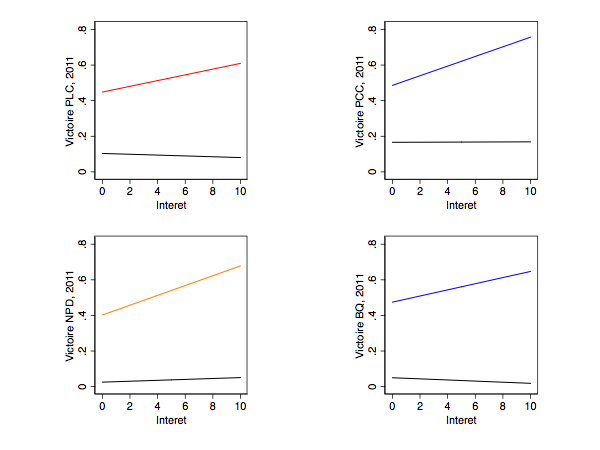 Victoire PLC, 2011
.8
.6
.4
.2
0
0 2 4 6 8 10
Interet
Victoire PCC, 2011
.8
.6
.4
.2
0
0 2 4 6 8 10
Interet
Victoire NPD, 2011
.8
.6
.4
.2
0
0 2 4 6 8 10
Interet
Victoire BQ, 2011
.8
.6
.4
.2
0
0 2 4 6 8 10
Interet